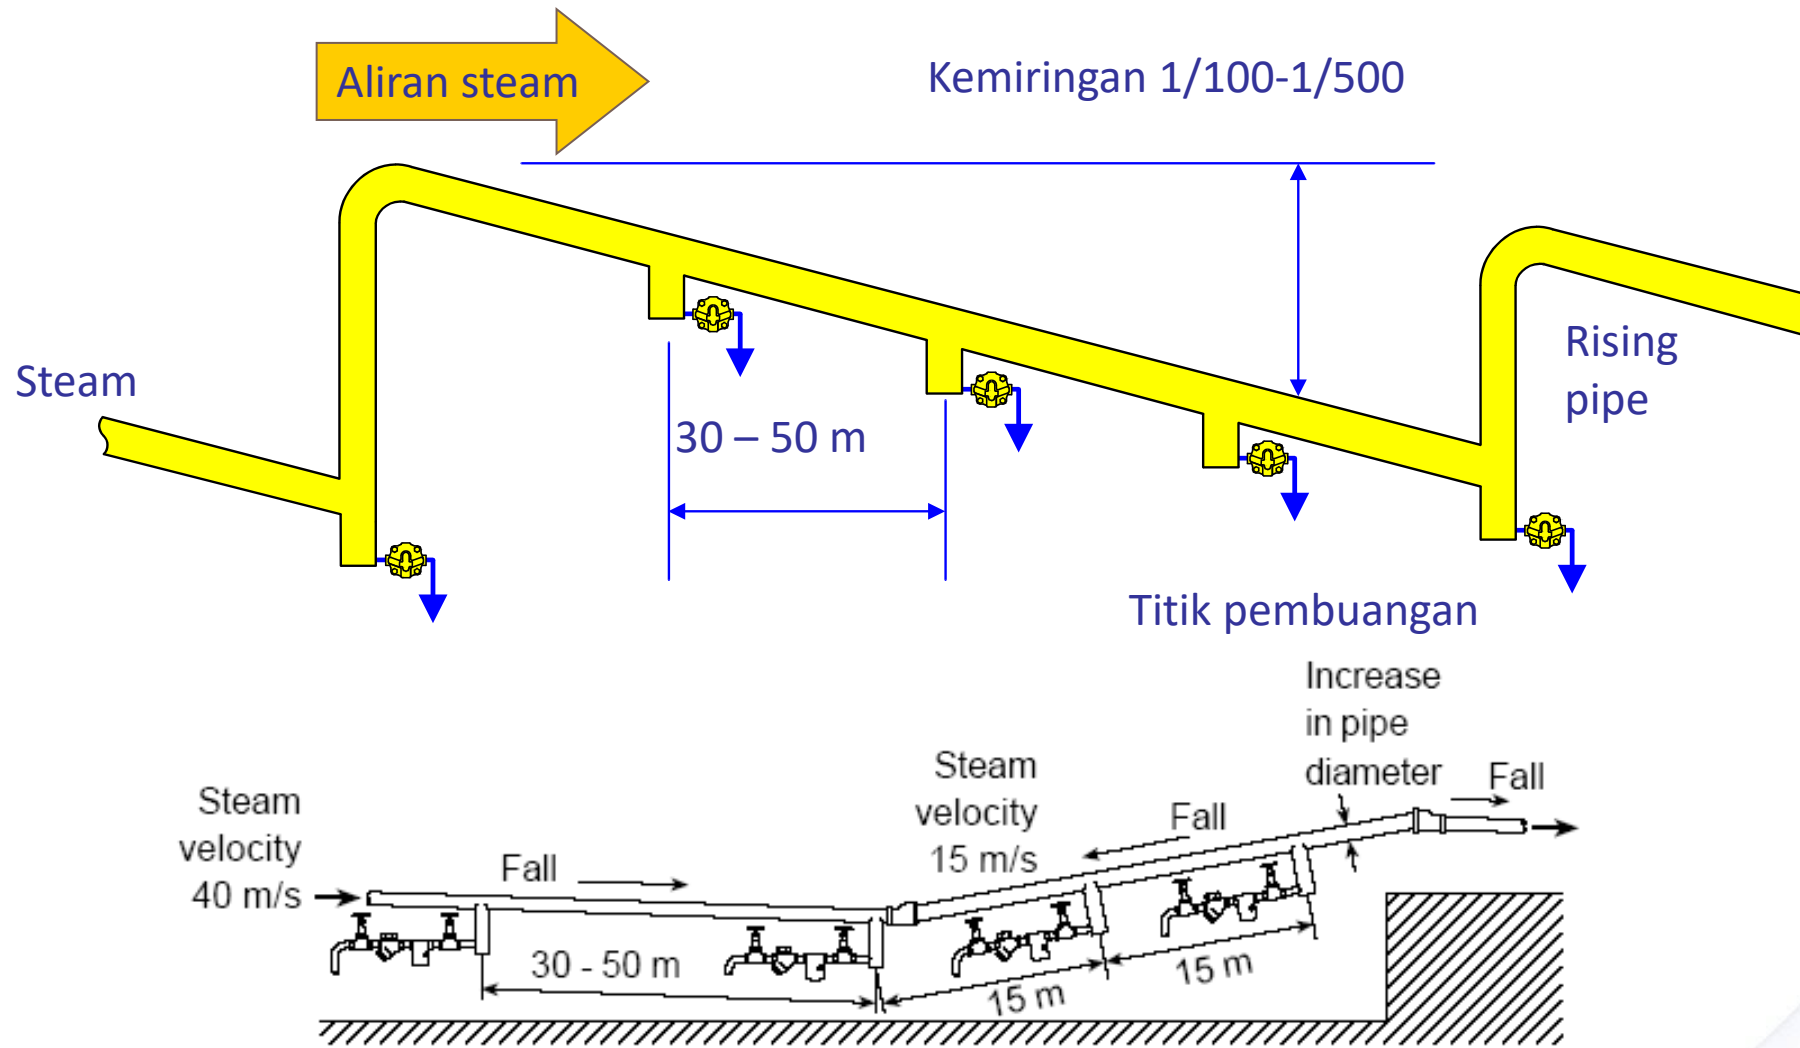 Aliran steam
Kemiringan 1/100-1/500
Steam
30 – 50 m
Rising
pipe
Titik pembuangan
Increase
in pipe
diameter
Fall
Steam
velocity
15 m/s
Fall
Steam
velocity
40 m/s
Fall
30 - 50 m
15 m
15 m